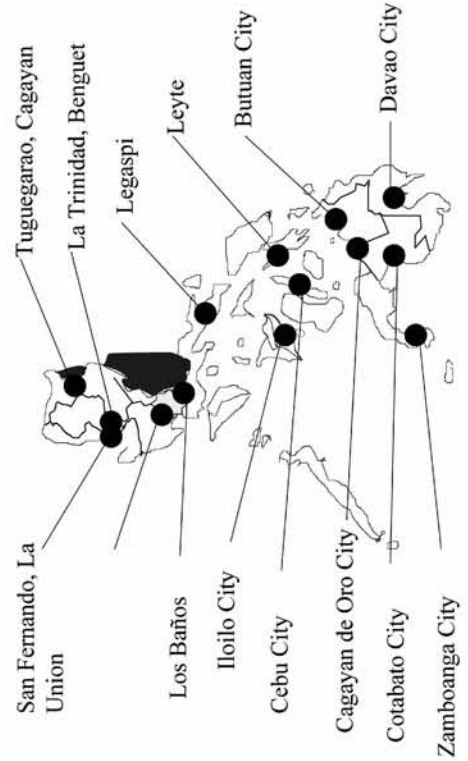 San Fernando, La
Union
Los Baños
Iloilo City
Cebu City
Cagayan de Oro City
Cotabato City
Zamboanga City
Tuguegarao, Cagayan
La Trinidad, Benguet
Legaspi
Leyte
Butuan City
Davao City